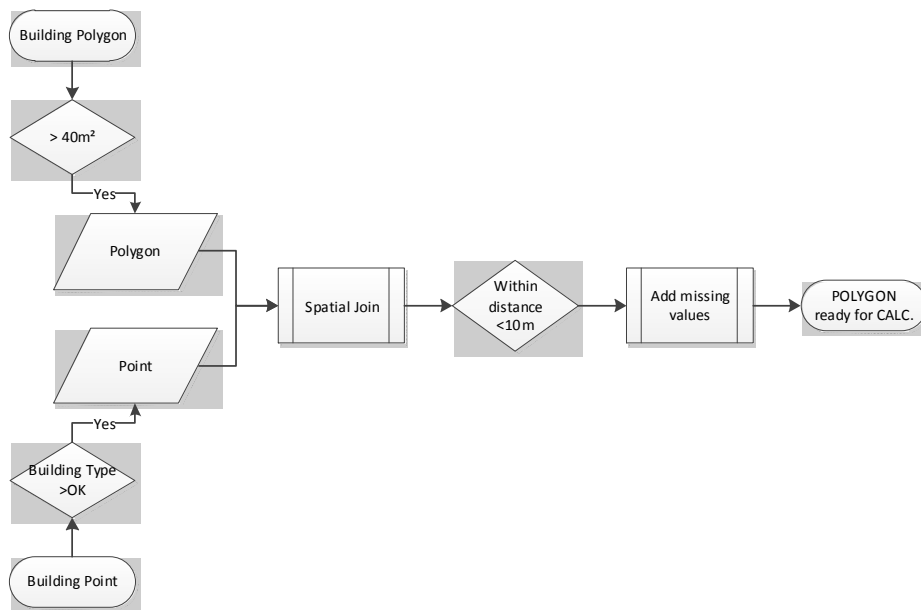 Building Polygon
> 40m²
Yes
Polygon
Point
Yes
Building Type
>OK
Building Point
Spatial Join
Within
distance
<10m
Add missing
values
POLYGON
ready for CALC.